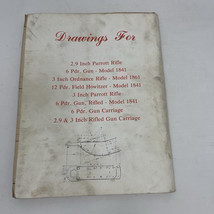 Drawings For
2.9 Inch Parrott Rifle
6 Pdr. Gun - Model 1841
3 Inch Ordnance Rifle - Model 1861
12 Pdr. Field Howitzer - Model 1841
3 Inch Parrott Rifle
6 Pdr. Gun, Rifled - Model 1841
6 Pdr. Gun Carriage
2.9 & 3 Inch Rifled Gun Carriage